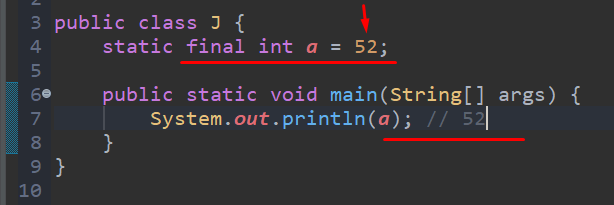 3 public class J {
4 static final int a = 52;
5
6 public static void main(String[] args) {
7 System.out.println(a); // 52
8 }
9 }
10